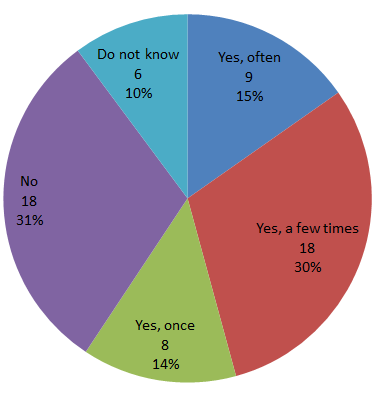 Do not know
6
10%
Yes, often
9
15%
No
18
31%
Yes, a few times
18
30%
Yes, once
8
14%